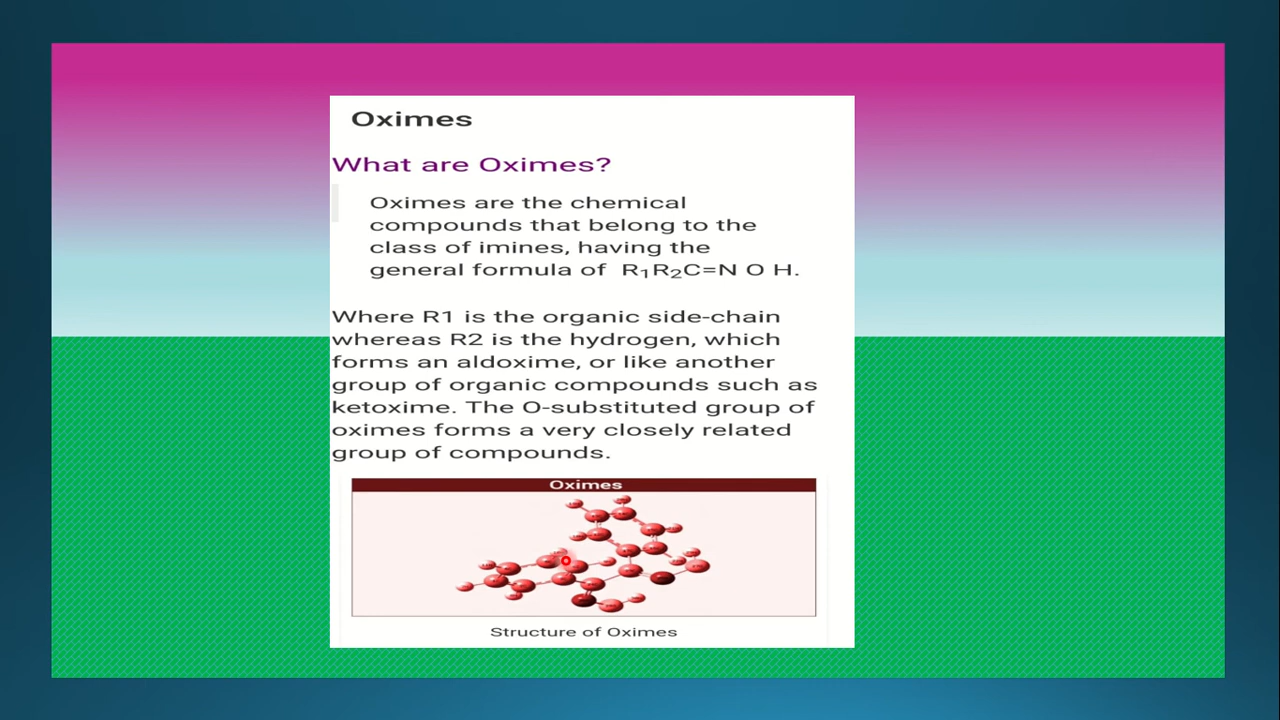 Oximes
What are Oximes?
Oximes are the chemical
compounds that belong to the
class of imines, having the
general formula of R₁R₂C=N O H.
Where R1 is the organic side-chain
whereas R2 is the hydrogen, which
forms an aldoxime, or like another
group of organic compounds such as
ketoxime. The O-substituted group of
oximes forms a very closely related
group of compounds.
Oximes
Structure of Oximes